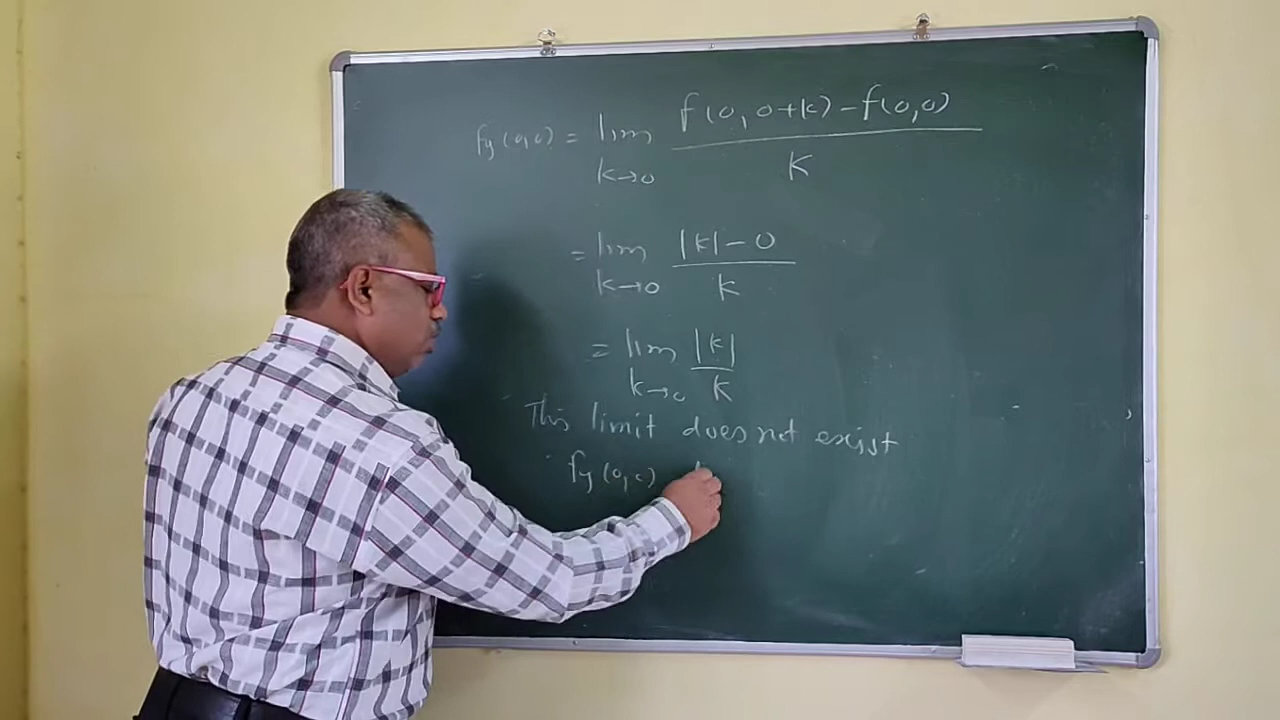 fy(0,0) = lim k→0 f(0, 0+k) - f(0,0) / k
= lim k→0 |k| - 0 / k
= lim k→0 |k| / k
This limit does not exist
fy(0,0)